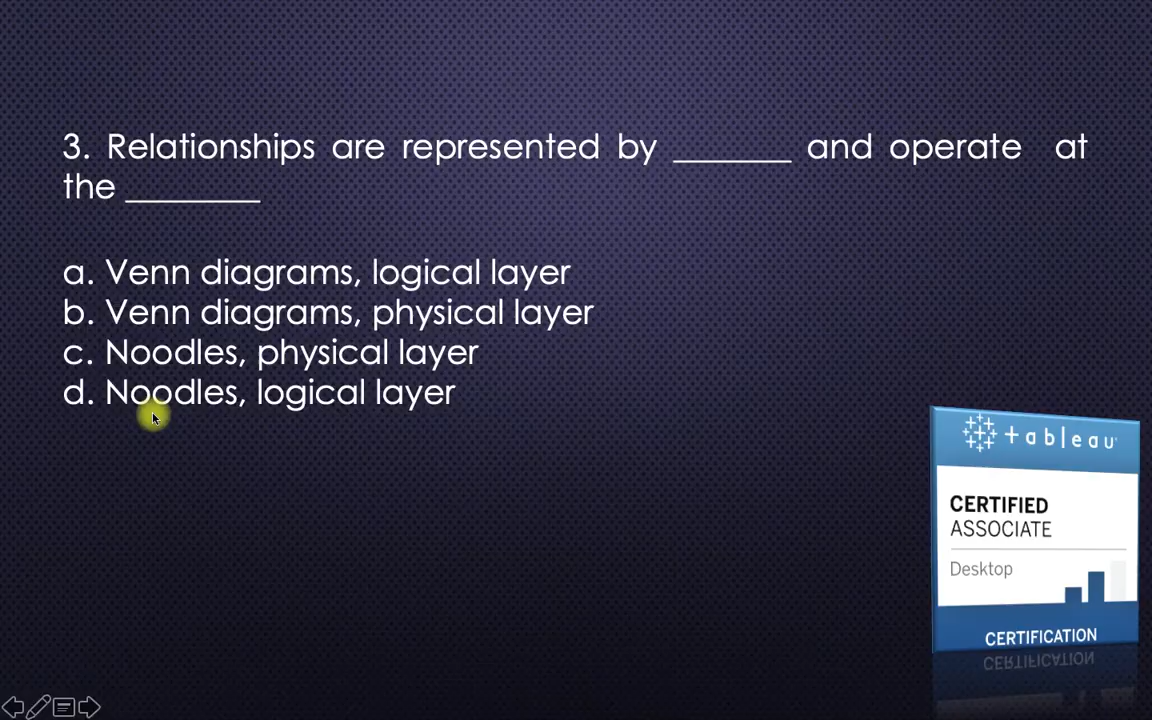 3. Relationships are represented by _______ and operate at
the ________
a. Venn diagrams, logical layer
b. Venn diagrams, physical layer
c. Noodles, physical layer
d. Noodles, logical layer
+ableau
CERTIFIED
ASSOCIATE
Desktop
CERTIFICATION